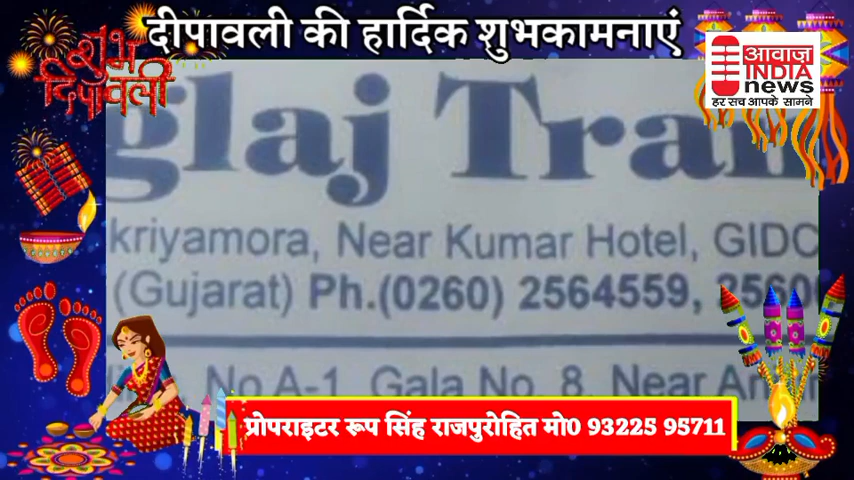 दीपावली की हार्दिक शुभकामनाएं
शुभ
दिपावली
आवाज़
INDIA
news
हर सच आपके सामने
glaj Tran
kriyamora, Near Kumar Hotel, GIDC
(Gujarat) Ph.(0260) 2564559,
No A-1, Gala No. 8, Near
प्रोपराइटर रूप सिंह राजपुरोहित मो0 93225 95711